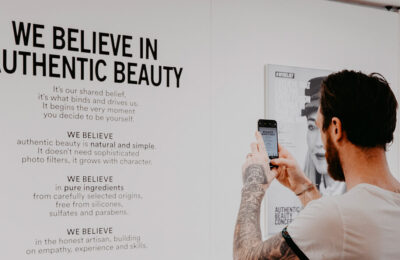 WE BELIEVE IN
AUTHENTIC BEAUTY
It's our shared belief,
it's what binds and drives us.
It begins the very moment
you decide to be yourself.
WE BELIEVE
authentic beauty is natural and simple.
It doesn't need sophisticated
photo filters, it grows with character.
WE BELIEVE
in pure ingredients
from carefully selected origins,
free from silicones,
sulfates and parabens.
WE BELIEVE
in the honest artisan, building
on empathy, experience and skills.
AUTHENTIC
BEAUTY
CONCEPT